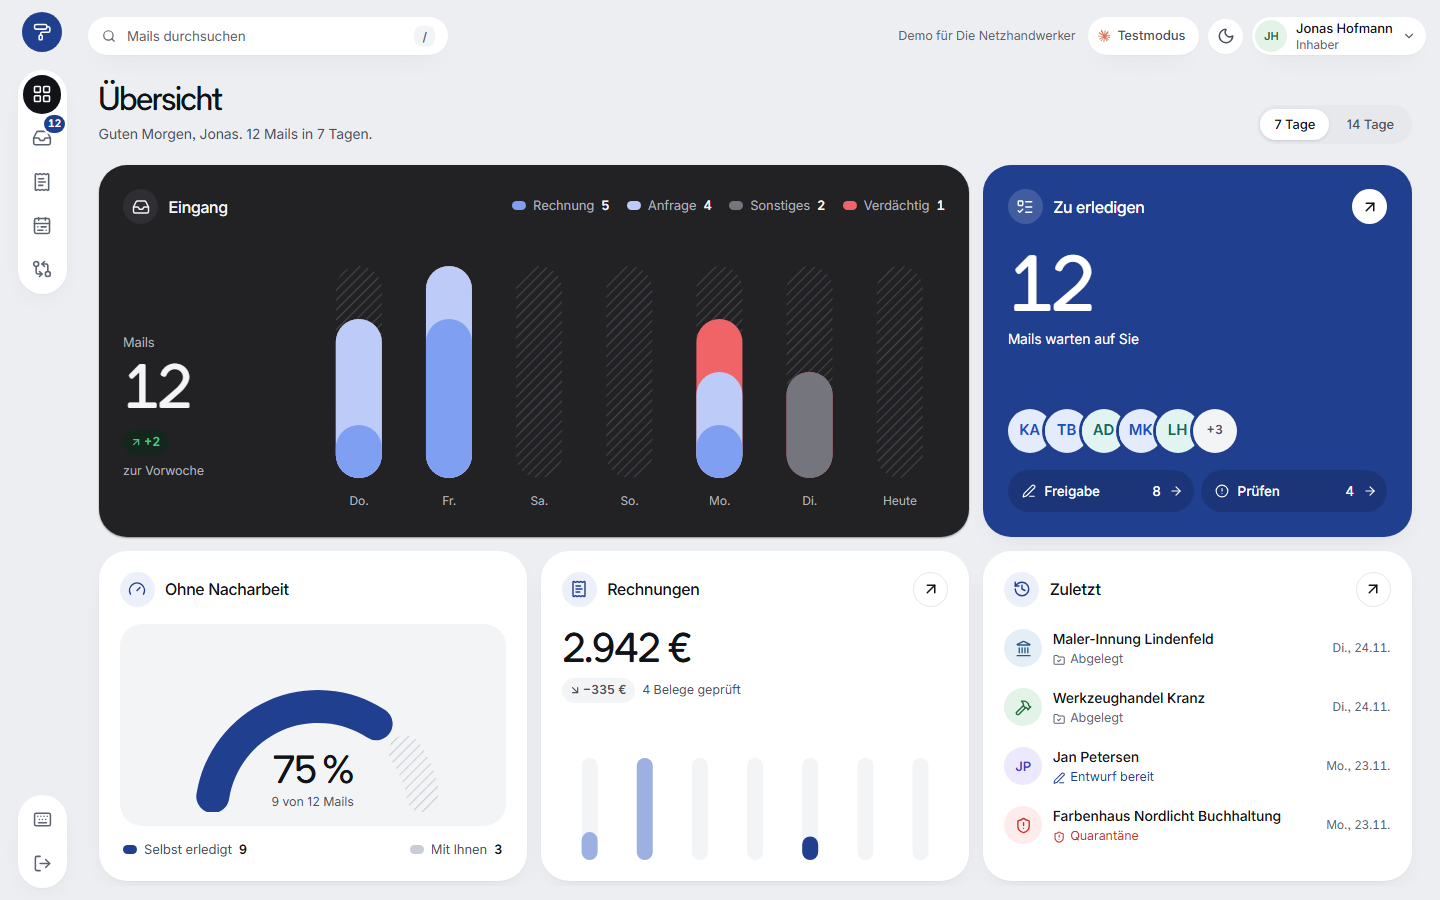 Mails durchsuchen
/
Demo für Die Netzhandwerker
Testmodus
JH
Jonas Hofmann
Inhaber
12
Übersicht
Guten Morgen, Jonas. 12 Mails in 7 Tagen.
7 Tage
14 Tage
Eingang
Rechnung 5
Anfrage 4
Sonstiges 2
Verdächtig 1
Mails
12
+2
zur Vorwoche
Do.
Fr.
Sa.
So.
Mo.
Di.
Heute
Zu erledigen
12
Mails warten auf Sie
KA
TB
AD
MK
LH
+3
Freigabe 8
Prüfen 4
Ohne Nacharbeit
75 %
9 von 12 Mails
Selbst erledigt 9
Mit Ihnen 3
Rechnungen
2.942 €
−335 €
4 Belege geprüft
Zuletzt
Maler-Innung Lindenfeld
Abgelegt
Di., 24.11.
Werkzeughandel Kranz
Abgelegt
Di., 24.11.
JP
Jan Petersen
Entwurf bereit
Mo., 23.11.
Farbenhaus Nordlicht Buchhaltung
Quarantäne
Mo., 23.11.